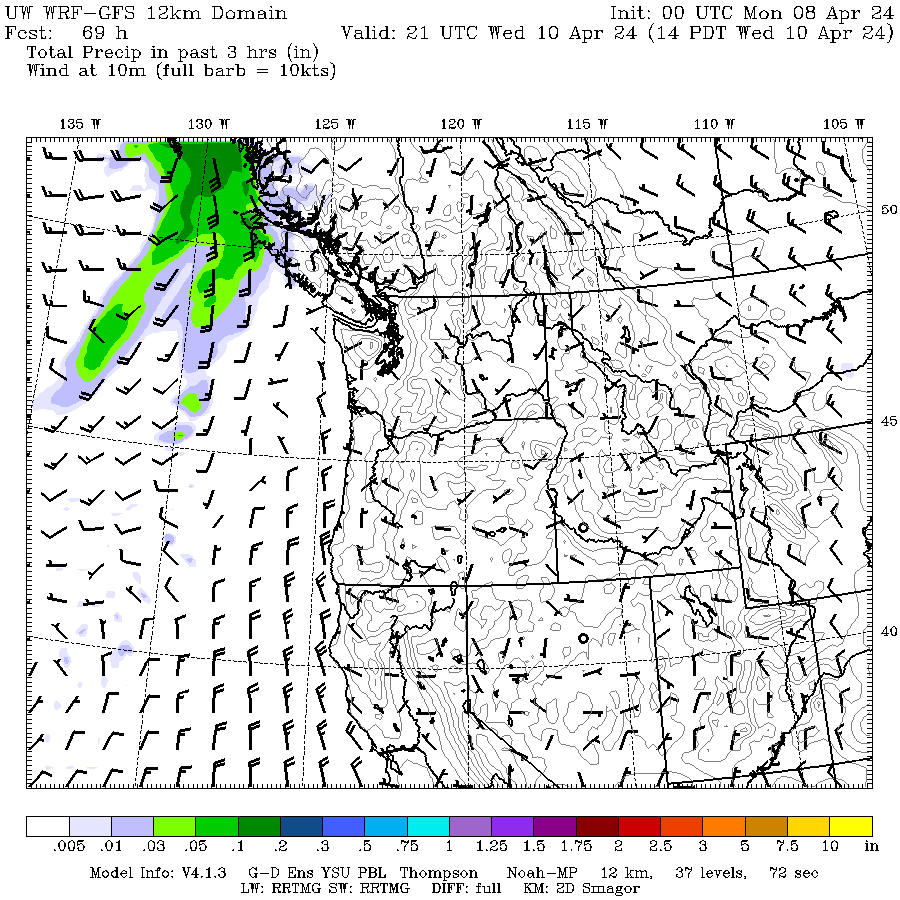 UW WRF-GFS 12km Domain Init: 00 UTC Mon 08 Apr 24
Fcst: 69 h Valid: 21 UTC Wed 10 Apr 24 (14 PDT Wed 10 Apr 24)
Total Precip in past 3 hrs (in)
Wind at 10m (full barb = 10kts)
135 W 130 W 125 W 120 W 115 W 110 W 105 W
50
45
40
.005 .01 .03 .05 .1 .2 .3 .5 .75 1 1.25 1.5 1.75 2 2.5 3 5 7.5 10 in
Model Info: V4.1.3 G-D Ens YSU PBL Thompson Noah-MP 12 km, 37 levels, 72 sec
LW: RRTMG SW: RRTMG DIFF: full KM: 2D Smagor